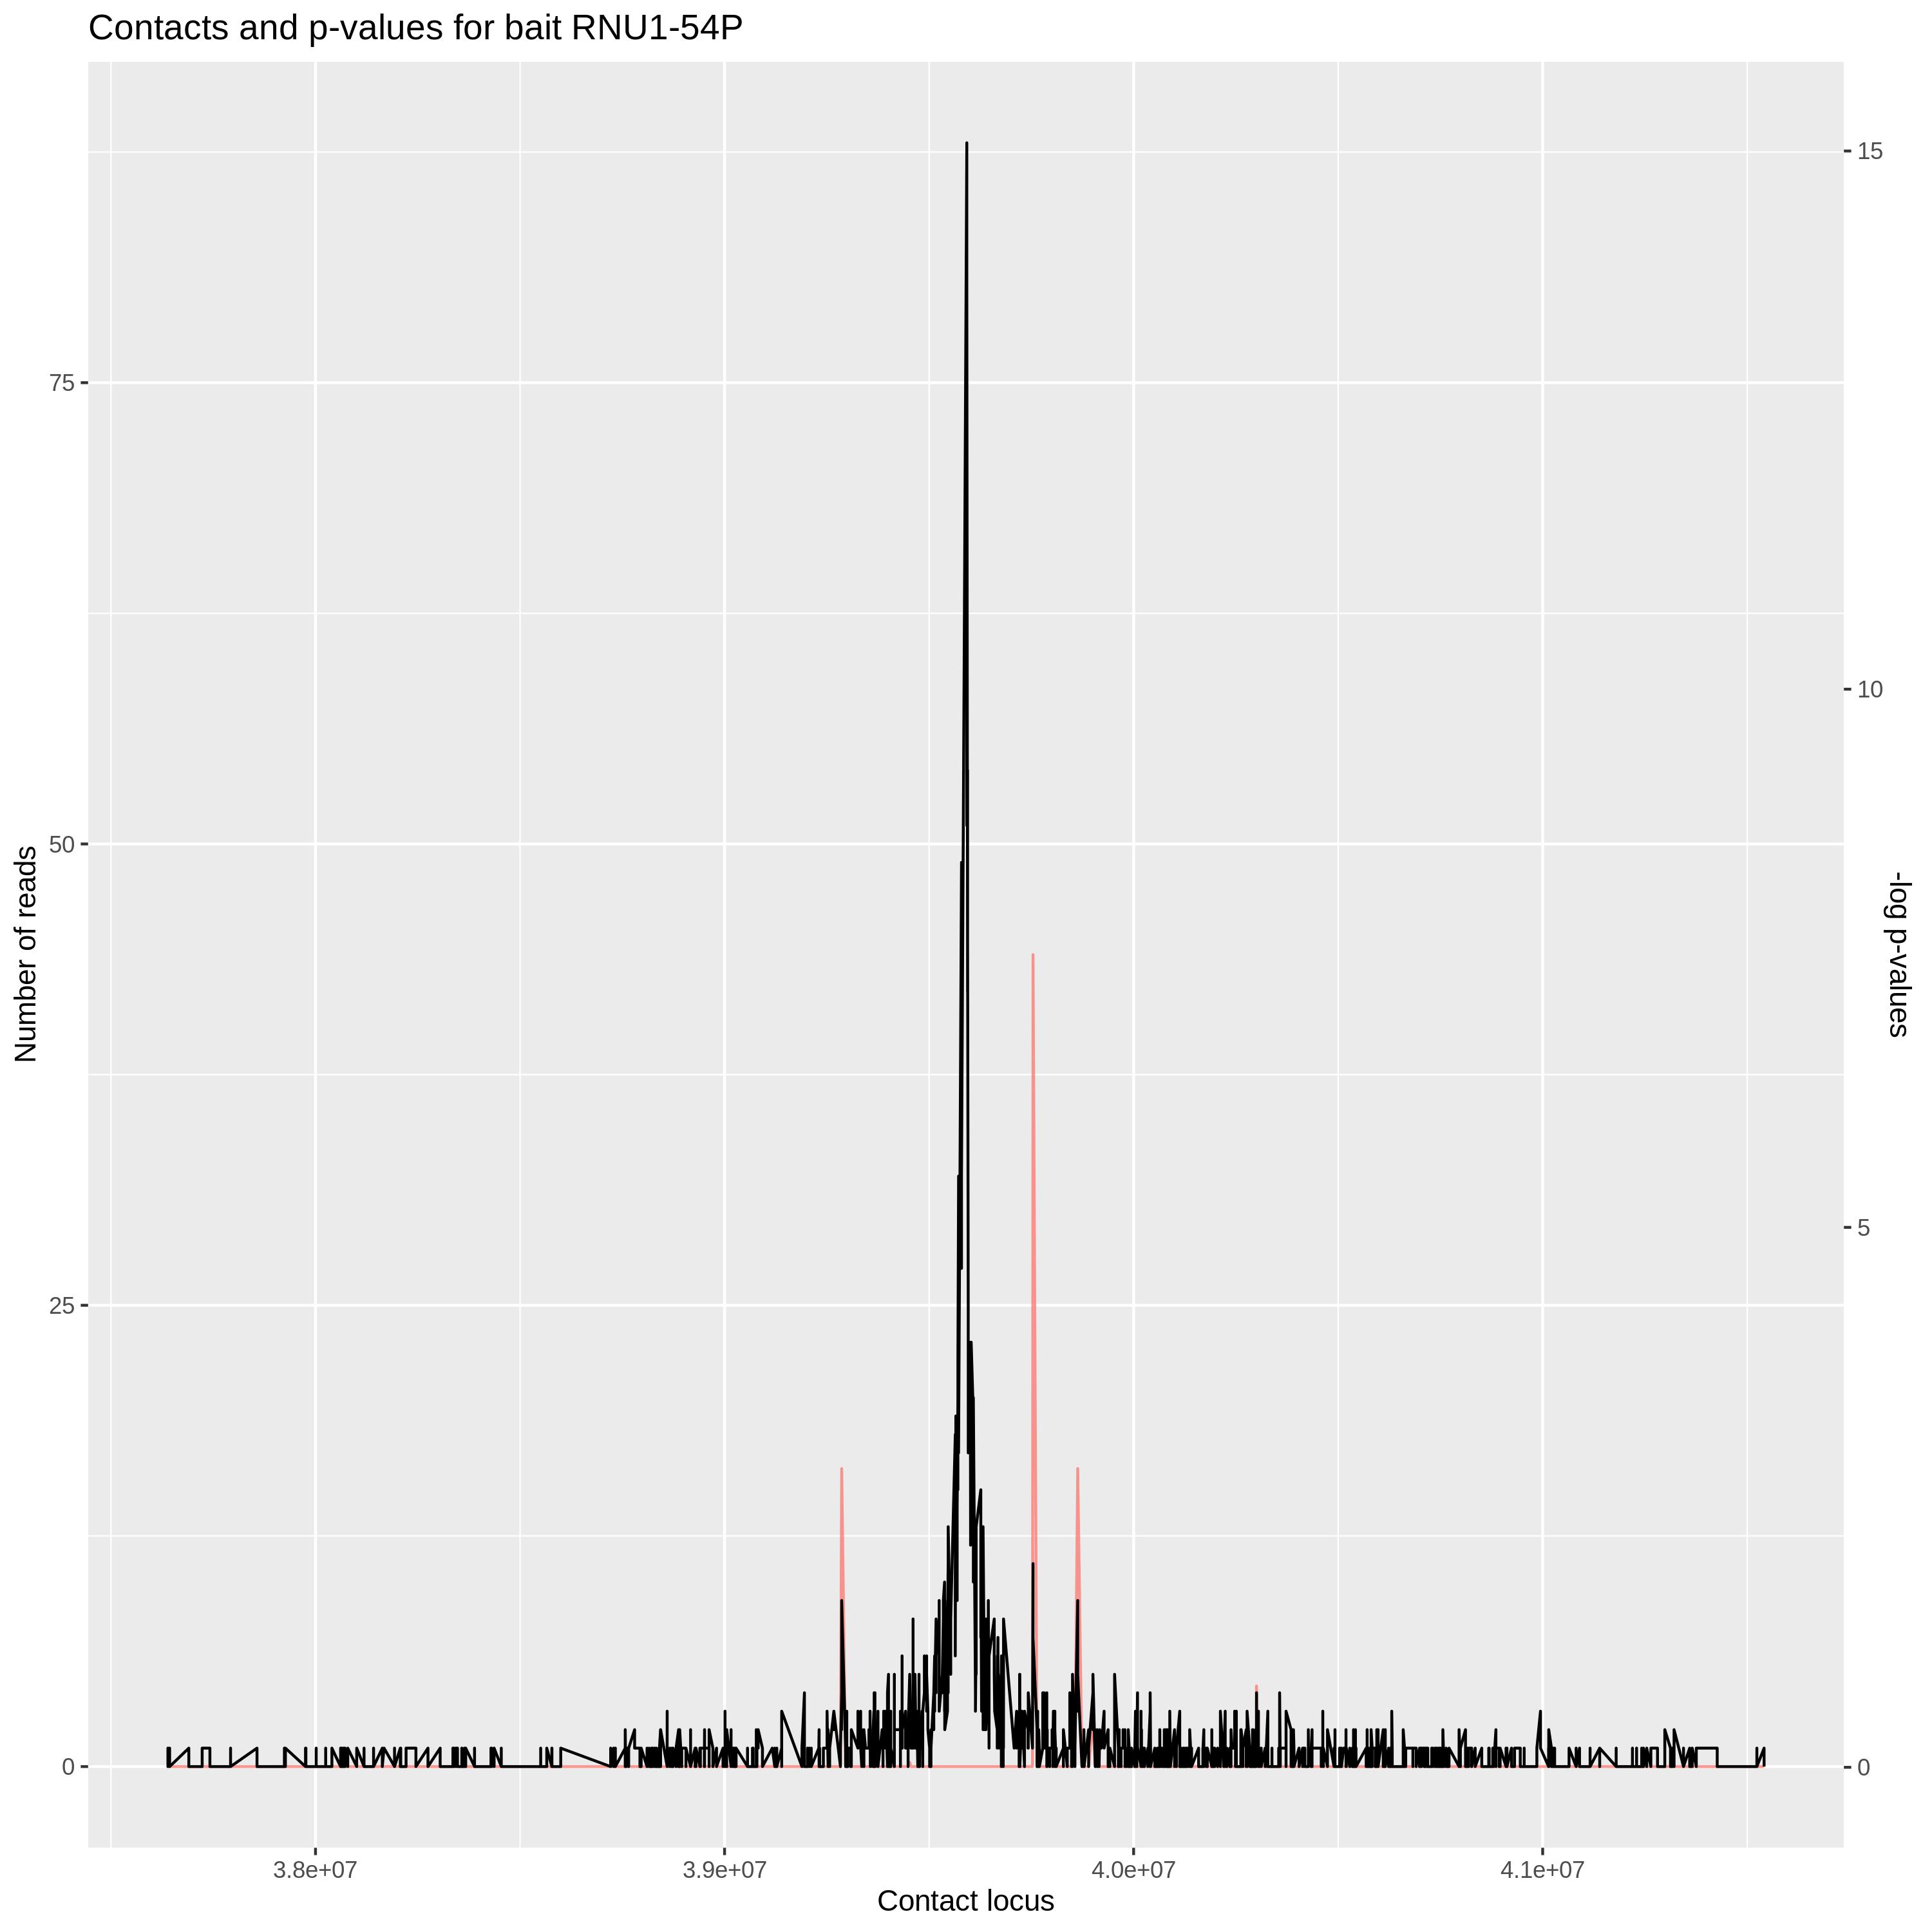 Contacts and p-values for bait RNU1-54P
15
75
10
50
Number of reads
-log p-values
5
25
0
0
3.8e+07
3.9e+07
4.0e+07
4.1e+07
Contact locus